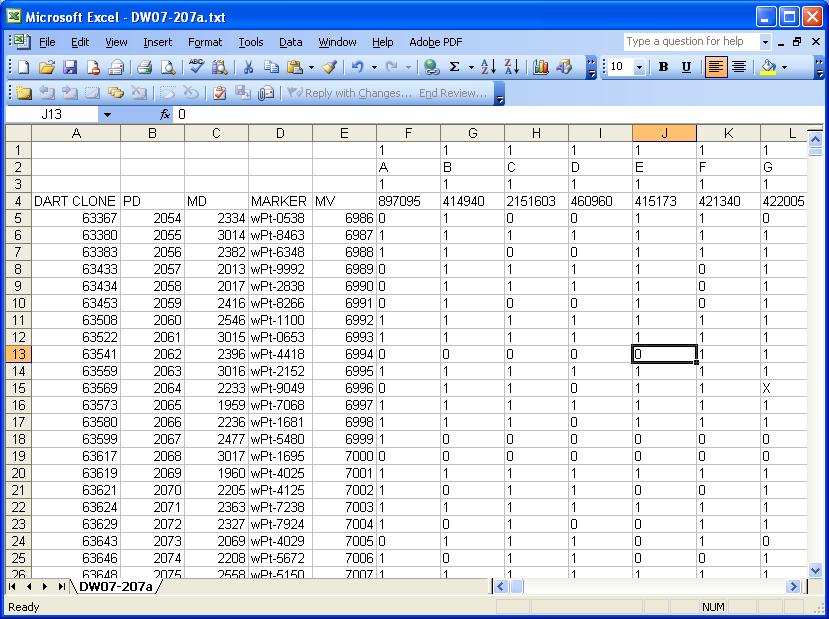 Microsoft Excel - DW07-207a.txt
File Edit View Insert Format Tools Data Window Help Adobe PDF Type a question for help
10 B U
Reply with Changes... End Review...
J13 fx 0
A B C D E F G H I J K L
1 1 1 1 1 1 1 1
2 A B C D E F G
3 1 1 1 1 1 1 1
4 DART CLONE PD MD MARKER MV 897095 414940 2151603 460960 415173 421340 422005
5 63367 2054 2334 wPt-0538 6986 0 1 0 0 1 1 0
6 63380 2055 3014 wPt-8463 6987 1 1 1 1 1 1 1
7 63383 2056 2382 wPt-6348 6988 1 1 0 0 1 1 1
8 63433 2057 2013 wPt-9992 6989 0 1 1 1 1 0 1
9 63434 2058 2017 wPt-2838 6990 0 1 1 1 1 0 1
10 63453 2059 2416 wPt-8266 6991 0 1 0 0 1 0 1
11 63508 2060 2546 wPt-1100 6992 1 1 1 1 1 1 1
12 63522 2061 3015 wPt-0653 6993 1 1 1 1 1 1 1
13 63541 2062 2396 wPt-4418 6994 0 0 0 0 0 1 1
14 63559 2063 3016 wPt-2152 6995 1 1 1 1 1 1 1
15 63569 2064 2233 wPt-9049 6996 0 1 1 0 1 1 X
16 63573 2065 1959 wPt-7068 6997 1 1 1 1 1 1 1
17 63580 2066 2236 wPt-1681 6998 1 1 1 0 1 1 1
18 63599 2067 2477 wPt-5480 6999 1 0 0 0 0 0 0
19 63617 2068 3017 wPt-1695 7000 0 0 0 0 0 0 0
20 63619 2069 1960 wPt-4025 7001 1 1 1 1 1 1 1
21 63621 2070 2205 wPt-4125 7002 1 0 1 1 0 0 1
22 63624 2071 2363 wPt-7238 7003 1 1 1 1 1 1 1
23 63629 2072 2327 wPt-7924 7004 1 0 1 0 0 1 1
24 63643 2073 2069 wPt-4029 7005 0 1 1 1 0 1 0
25 63646 2074 2208 wPt-5672 7006 1 0 1 1 0 0 1
26 63648 2075 2558 wPt-5150 7007 1 1 1 1 1 1 1
DW07-207a
Ready NUM